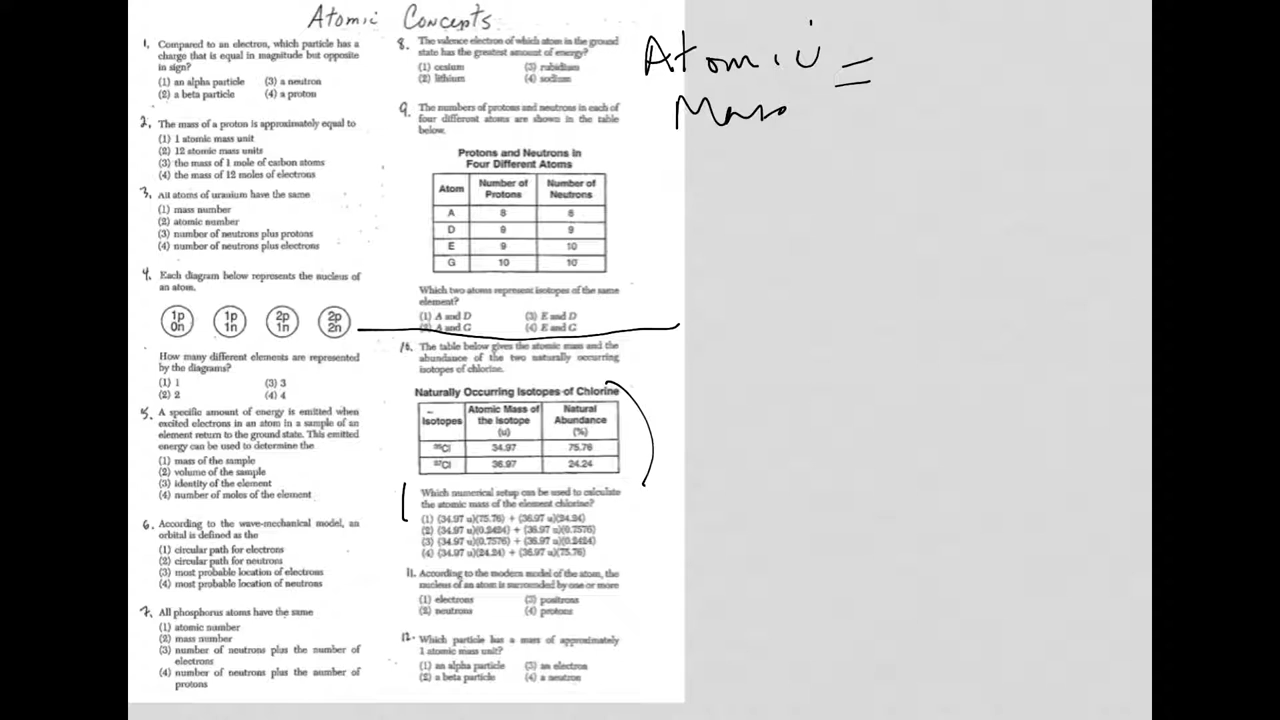 Atomic Concepts
1. Compared to an electron, which particle has a
charge that is equal in magnitude but opposite
in sign?
(1) an alpha particle (3) a neutron
(2) a beta particle (4) a proton
2. The mass of a proton is approximately equal to
(1) 1 atomic mass unit
(2) 12 atomic mass units
(3) the mass of 1 mole of carbon atoms
(4) the mass of 12 moles of electrons
3. All atoms of uranium have the same
(1) mass number
(2) atomic number
(3) number of neutrons plus protons
(4) number of neutrons plus electrons
4. Each diagram below represents the nucleus of
an atom.
1p 1p 2p 2p
0n 1n 1n 2n
How many different elements are represented
by the diagrams?
(1) 1 (3) 3
(2) 2 (4) 4
5. A specific amount of energy is emitted when
excited electrons in an atom in a sample of an
element return to the ground state. This emitted
energy can be used to determine the
(1) mass of the sample
(2) volume of the sample
(3) identity of the element
(4) number of moles of the element
6. According to the wave-mechanical model, an
orbital is defined as the
(1) circular path for electrons
(2) circular path for neutrons
(3) most probable location of electrons
(4) most probable location of neutrons
7. All phosphorus atoms have the same
(1) atomic number
(2) mass number
(3) number of neutrons plus the number of
electrons
(4) number of neutrons plus the number of
protons
8. The valence electron of which atom in the ground
state has the greatest amount of energy?
(1) cesium (3) rubidium
(2) lithium (4) sodium
9. The numbers of protons and neutrons in each of
four different atoms are shown in the table
below.
Protons and Neutrons in
Four Different Atoms
Atom Number of Protons Number of Neutrons
A 8 8
D 9 9
E 9 10
G 10 10
Which two atoms represent isotopes of the same
element?
(1) A and D (3) E and D
(2) A and G (4) E and G
10. The table below gives the atomic mass and the
abundance of the two naturally occurring
isotopes of chlorine.
Naturally Occurring Isotopes of Chlorine
Isotopes Atomic Mass of the Isotope (u) Natural Abundance (%)
35Cl 34.97 75.76
37Cl 36.97 24.24
Which numerical setup can be used to calculate
the atomic mass of the element chlorine?
(1) (34.97 u)(75.76) + (36.97 u)(24.24)
(2) (34.97 u)(0.2424) + (36.97 u)(0.7576)
(3) (34.97 u)(0.7576) + (36.97 u)(0.2424)
(4) (34.97 u)(24.24) + (36.97 u)(75.76)
11. According to the modern model of the atom, the
nucleus of an atom is surrounded by one or more
(1) electrons (3) positrons
(2) neutrons (4) protons
12. Which particle has a mass of approximately
1 atomic mass unit?
(1) an alpha particle (3) an electron
(2) a beta particle (4) a neutron
Atomic =
Mass